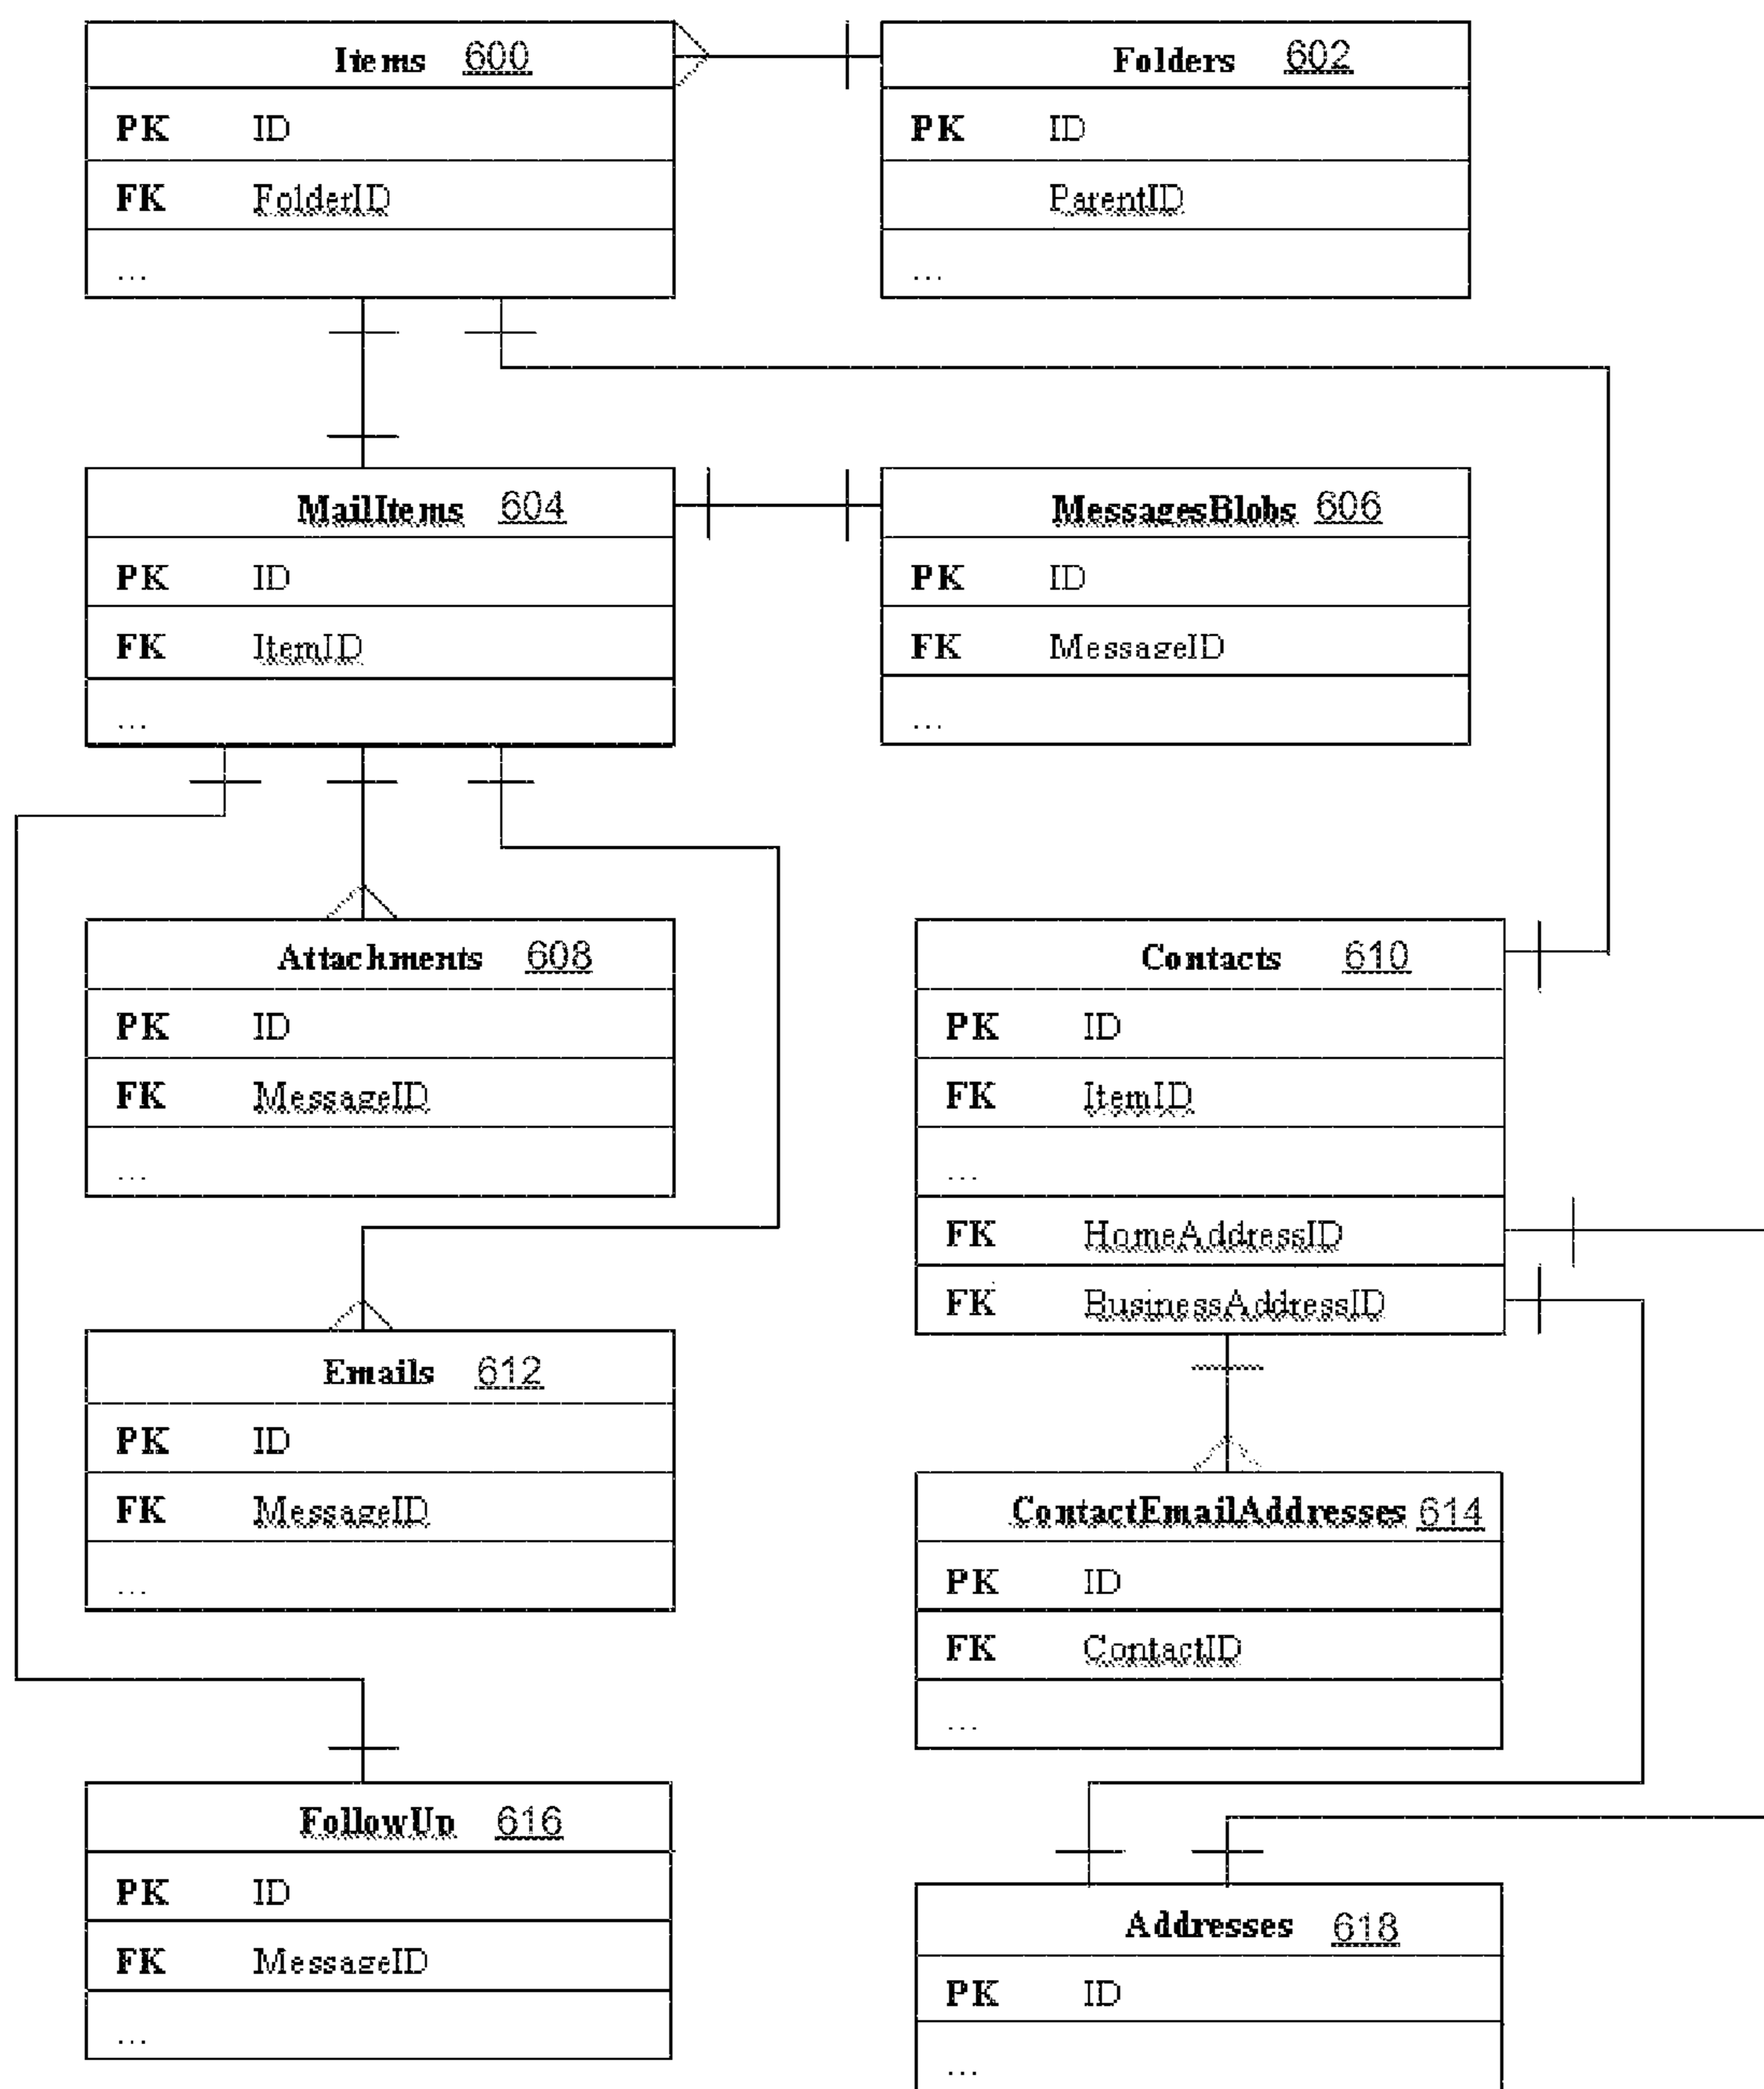 Items 600
PK ID
FK FolderID
...
Folders 602
PK ID
ParentID
...
MailItems 604
PK ID
FK ItemID
...
MessagesBlobs 606
PK ID
FK MessageID
...
Attachments 608
PK ID
FK MessageID
...
Contacts 610
PK ID
FK ItemID
...
FK HomeAddressID
FK BusinessAddressID
Emails 612
PK ID
FK MessageID
...
ContactEmailAddresses 614
PK ID
FK ContactID
...
FollowUp 616
PK ID
FK MessageID
...
Addresses 618
PK ID
...